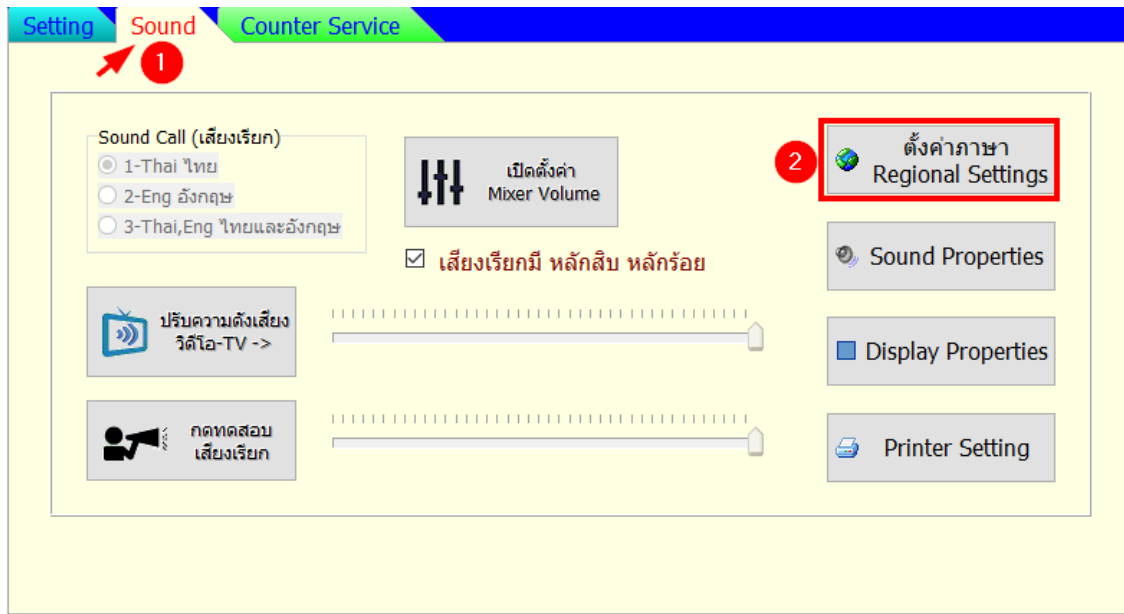 Setting
Sound
Counter Service
1
Sound Call (เสียงเรียก)
1-Thai ไทย
2-Eng อังกฤษ
3-Thai,Eng ไทยและอังกฤษ
เปิดตั้งค่า
Mixer Volume
เสียงเรียกมี หลักสิบ หลักร้อย
ปรับความดังเสียง
วิดีโอ-TV ->
กดทดสอบ
เสียงเรียก
2
ตั้งค่าภาษา
Regional Settings
Sound Properties
Display Properties
Printer Setting